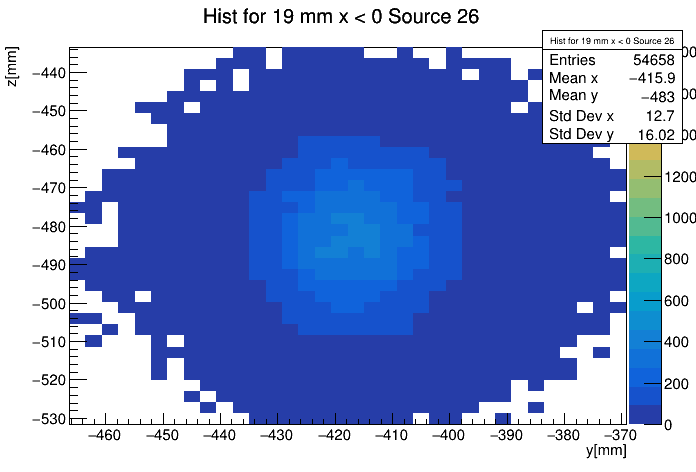 Hist for 19 mm x < 0 Source 26
Hist for 19 mm x < 0 Source 26
Entries 54658
Mean x −415.9
Mean y −483
Std Dev x 12.7
Std Dev y 16.02
z[mm]
−440
−450
−460
−470
−480
−490
−500
−510
−520
−530
−460 −450 −440 −430 −420 −410 −400 −390 −380 −370
y[mm]
1200
1000
800
600
400
200
0